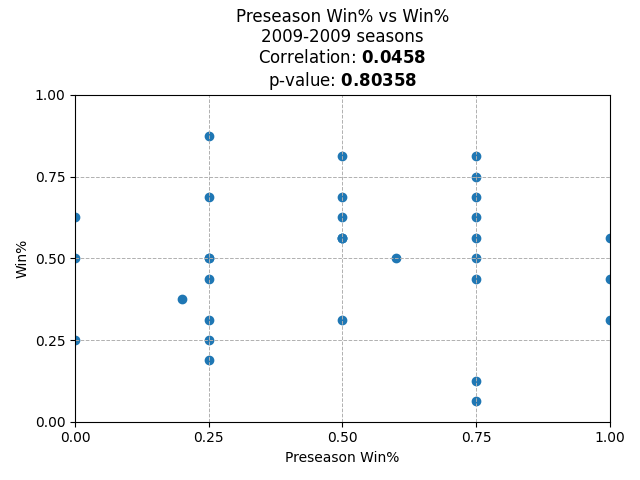 Preseason Win% vs Win%
2009-2009 seasons
Correlation: 0.0458
p-value: 0.80358
1.00
0.75
0.50
0.25
0.00
Win%
0.00 0.25 0.50 0.75 1.00
Preseason Win%